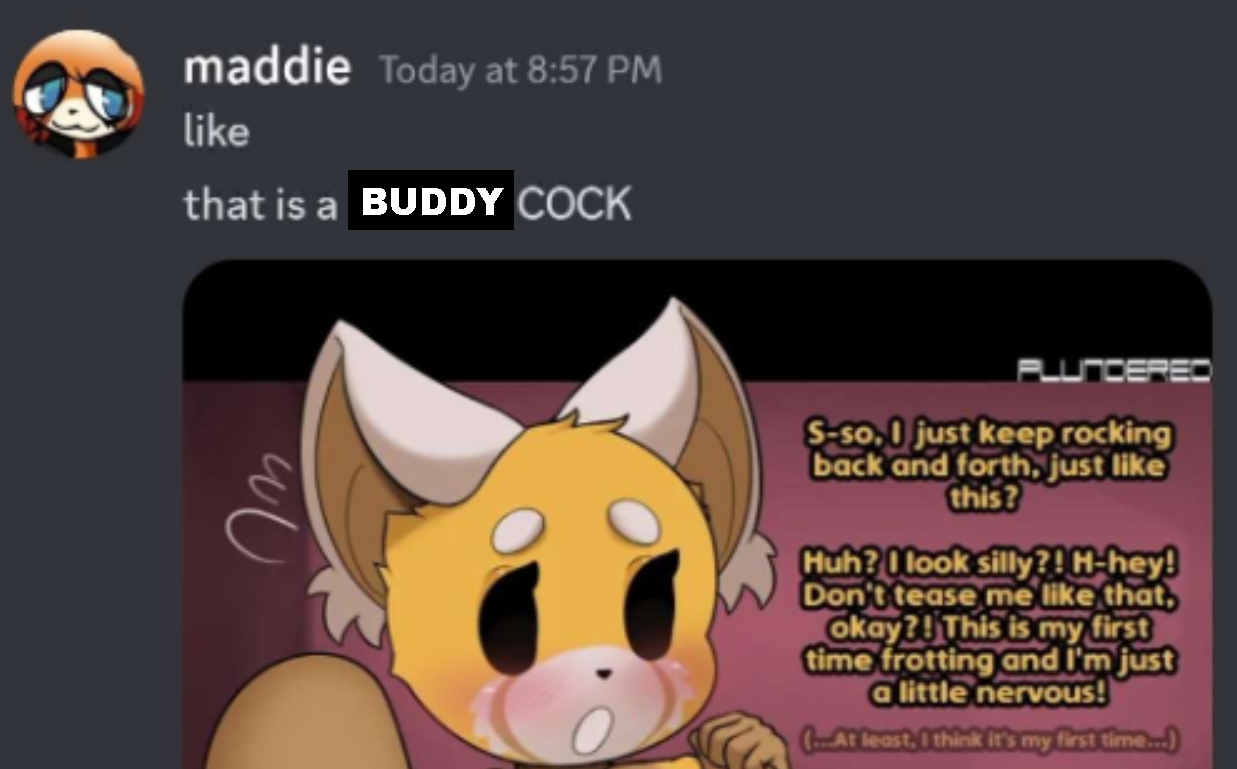 maddie Today at 8:57 PM
like
that is a BUDDY COCK
PLUNDERED
S-so, I just keep rocking
back and forth, just like
this?
Huh? I look silly?! H-hey!
Don't tease me like that,
okay?! This is my first
time frotting and I'm just
a little nervous!
(...At least, I think it's my first time...)